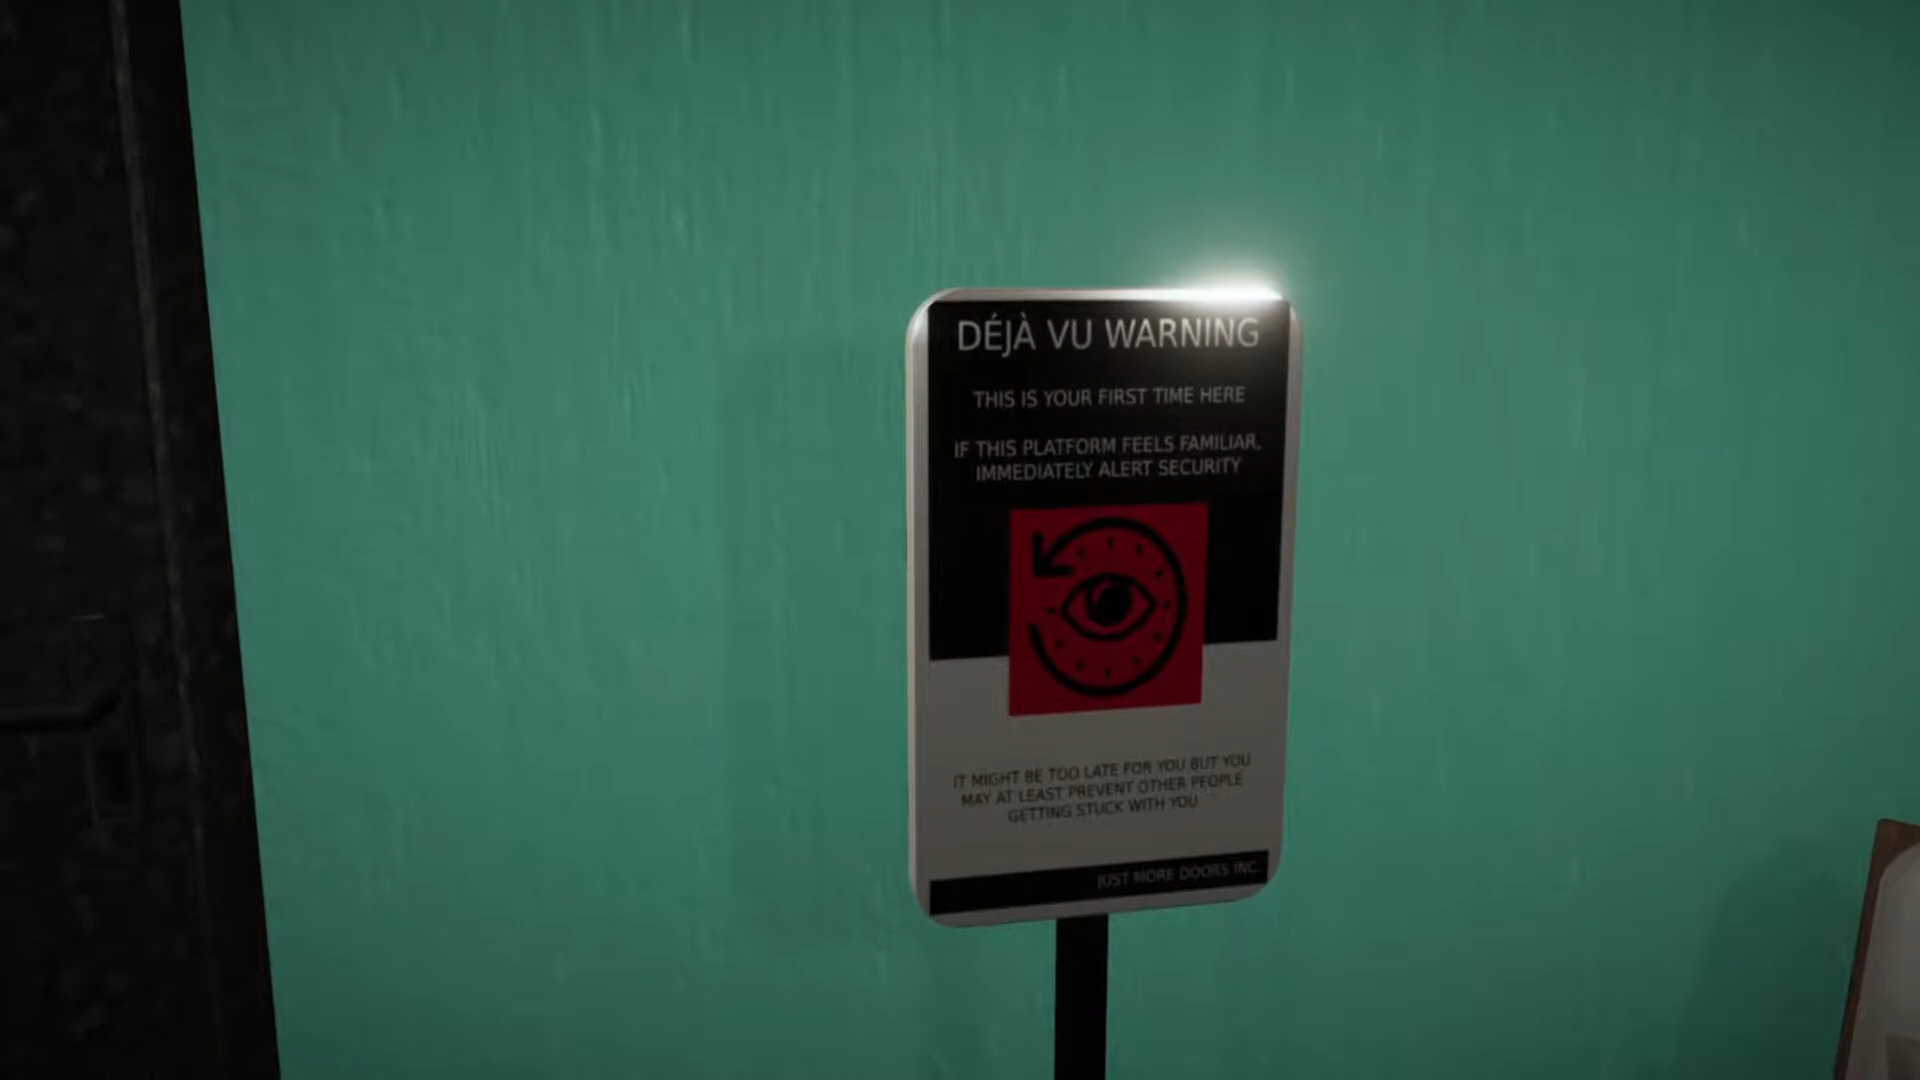 DÉJÀ VU WARNING
THIS IS YOUR FIRST TIME HERE
IF THIS PLATFORM FEELS FAMILIAR,
IMMEDIATELY ALERT SECURITY
IT MIGHT BE TOO LATE FOR YOU BUT YOU
MAY AT LEAST PREVENT OTHER PEOPLE
GETTING STUCK WITH YOU
JUST MORE DOORS INC.